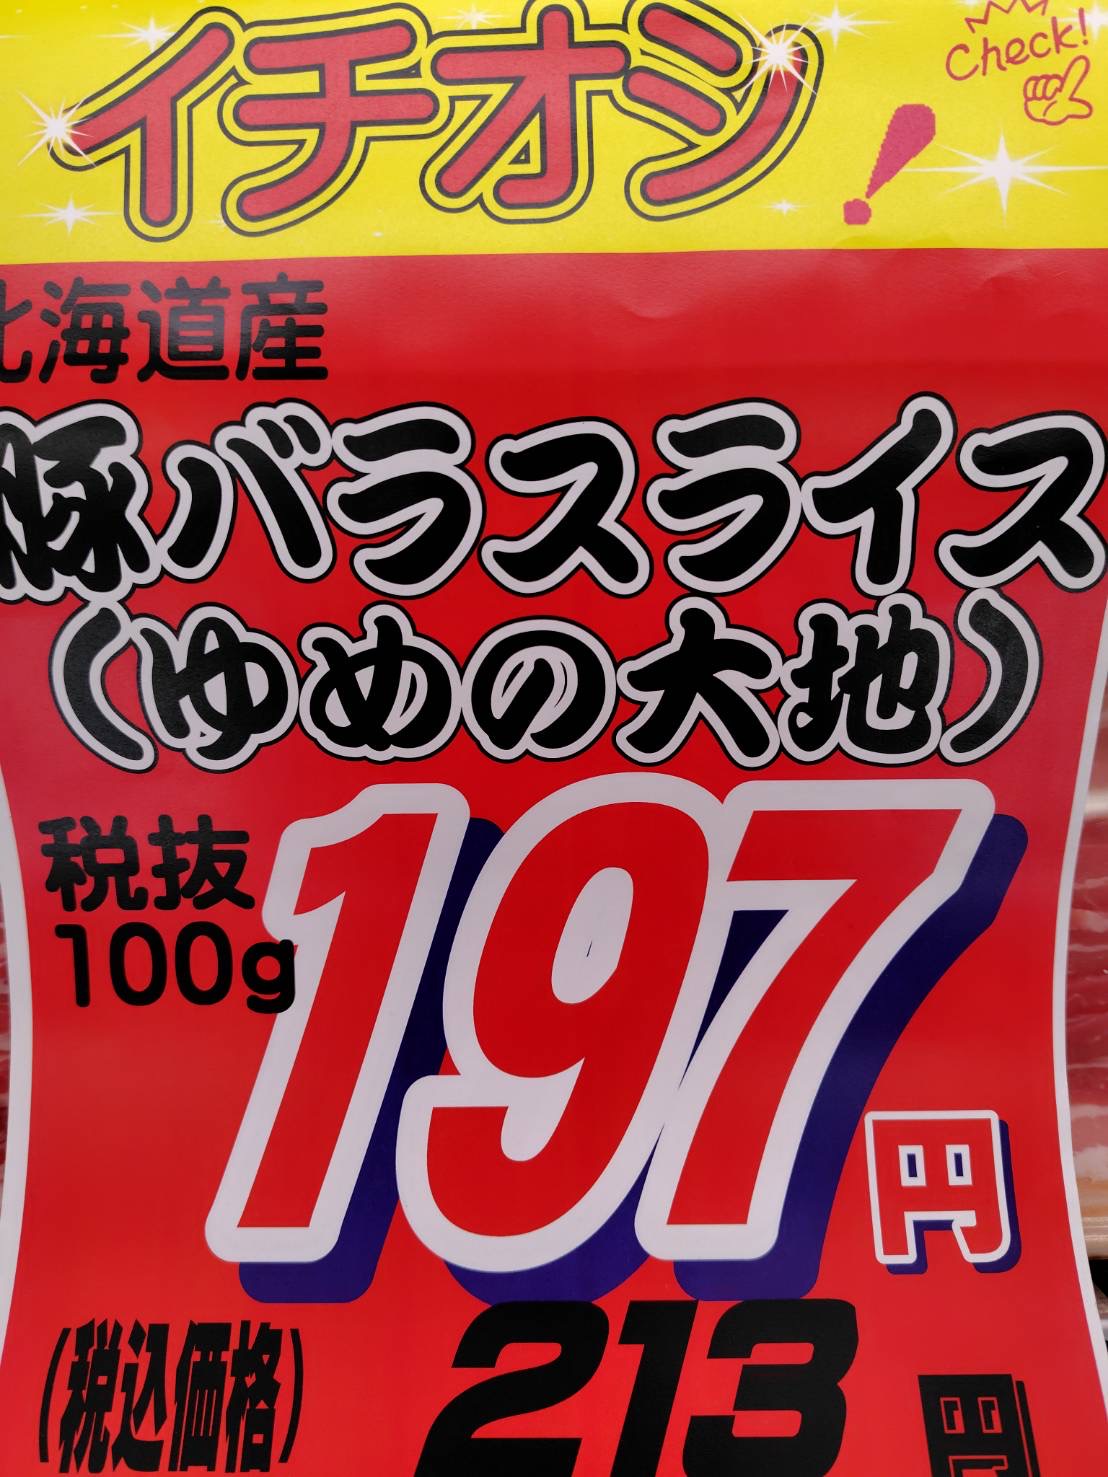 イチオシ!
Check!
北海道産
豚バラスライス
(ゆめの大地)
税抜
100g
197円
(税込価格)
213円